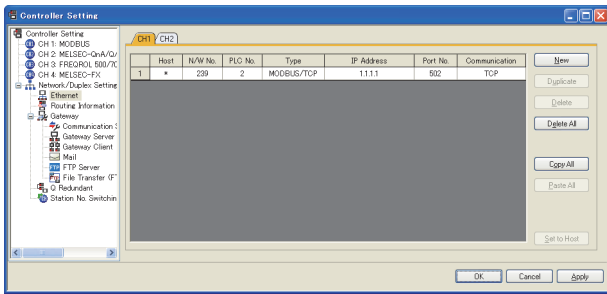 Controller Setting
Controller Setting
CH 1: MODBUS
CH 2: MELSEC-QnA/Q/
CH 3: FREQROL 500/70
CH 4: MELSEC-FX
Network/Duplex Setting
Ethernet
Routing Information
Gateway
Communication S
Gateway Server
Gateway Client
Mail
FTP Server
File Transfer (F
Q Redundant
Station No. Switchin
CH1 CH2
Host N/W No. PLC No. Type IP Address Port No. Communication
1 * 239 2 MODBUS/TCP 1.1.1.1 502 TCP
New
Duplicate
Delete
Delete All
Copy All
Paste All
Set to Host
OK Cancel Apply